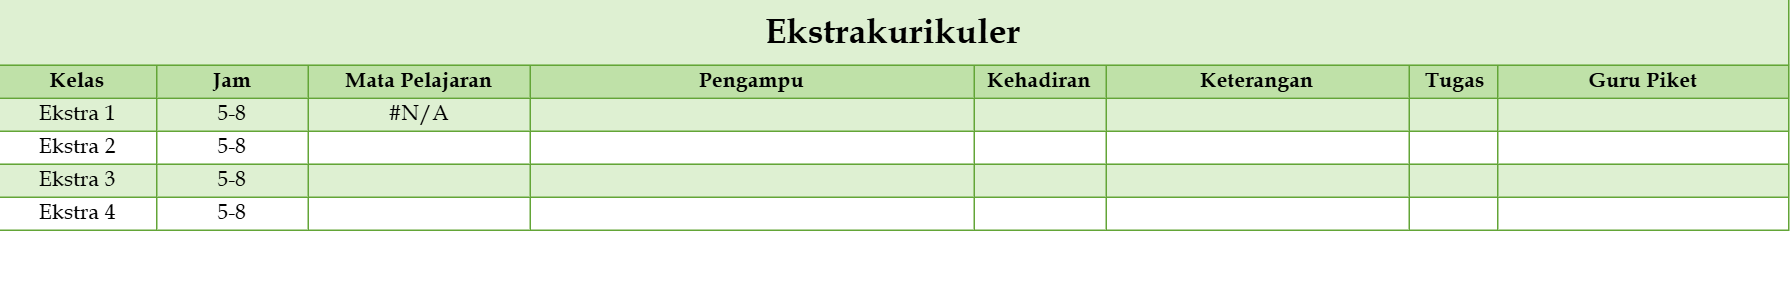 Ekstrakurikuler
Kelas Jam Mata Pelajaran Pengampu Kehadiran Keterangan Tugas Guru Piket
Ekstra 1 5-8 #N/A
Ekstra 2 5-8
Ekstra 3 5-8
Ekstra 4 5-8